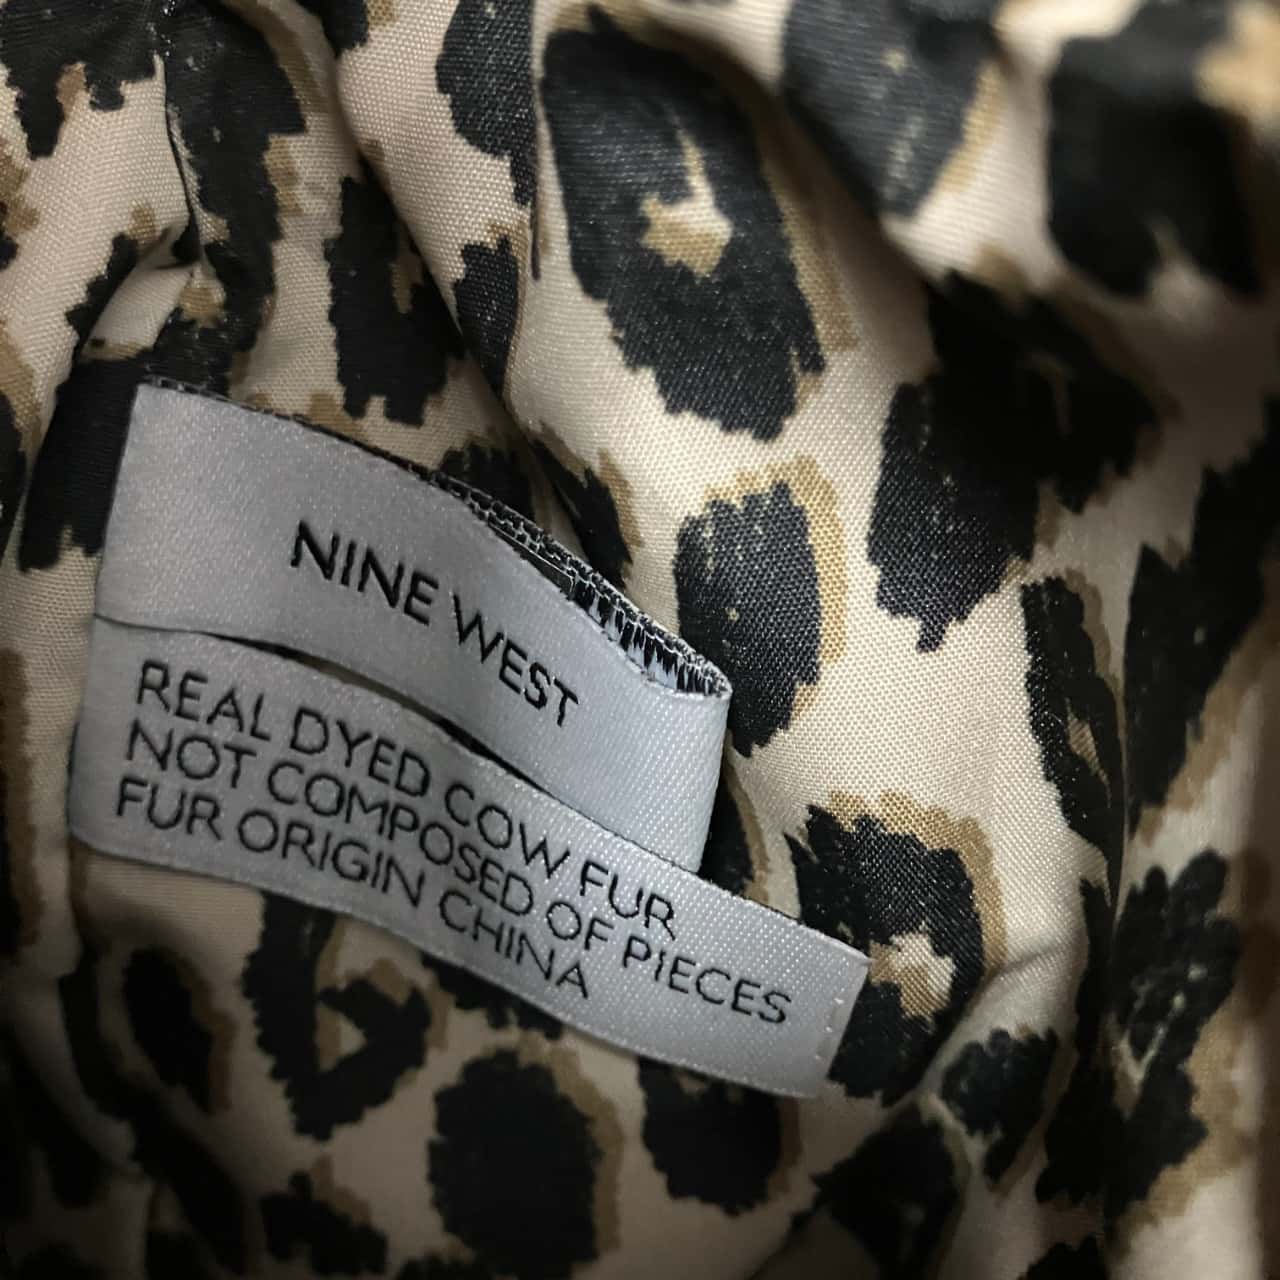 NINE WEST
REAL DYED COW FUR
NOT COMPOSED OF PIECES
FUR ORIGIN CHINA